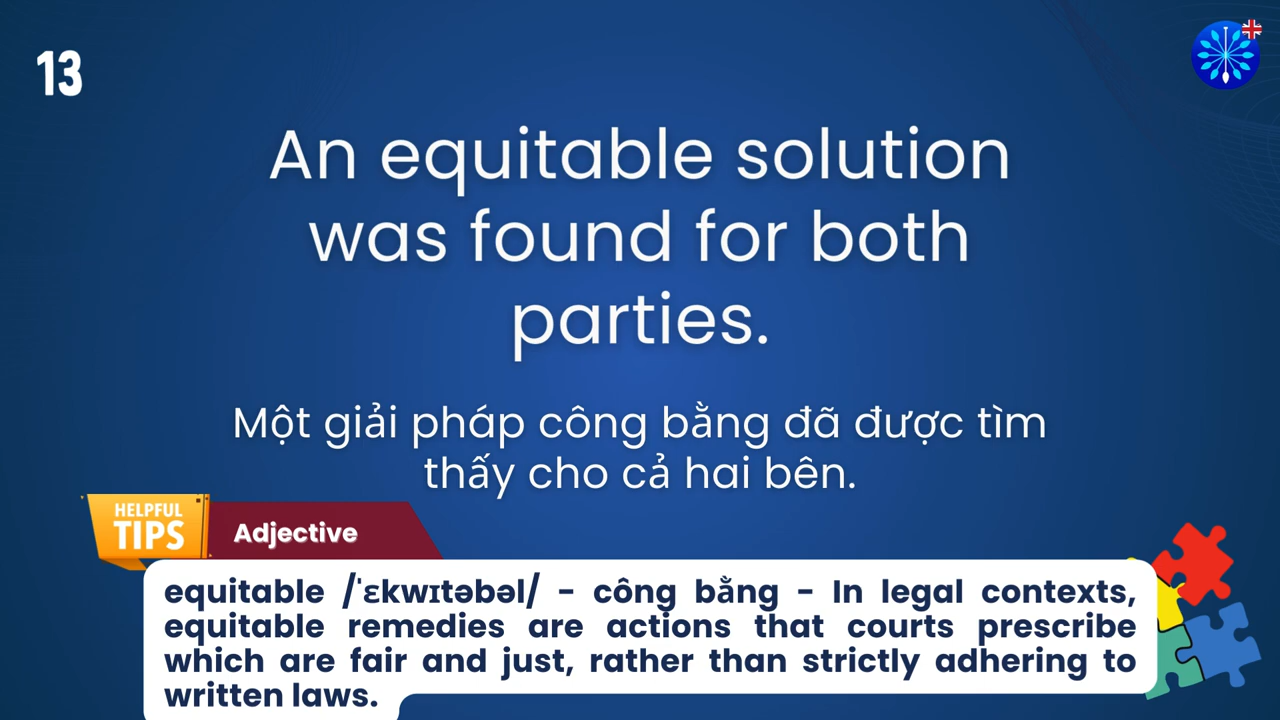 13
An equitable solution
was found for both
parties.
Một giải pháp công bằng đã được tìm
thấy cho cả hai bên.
HELPFUL
TIPS
Adjective
equitable /ˈɛkwɪtəbəl/ - công bằng - In legal contexts,
equitable remedies are actions that courts prescribe
which are fair and just, rather than strictly adhering to
written laws.